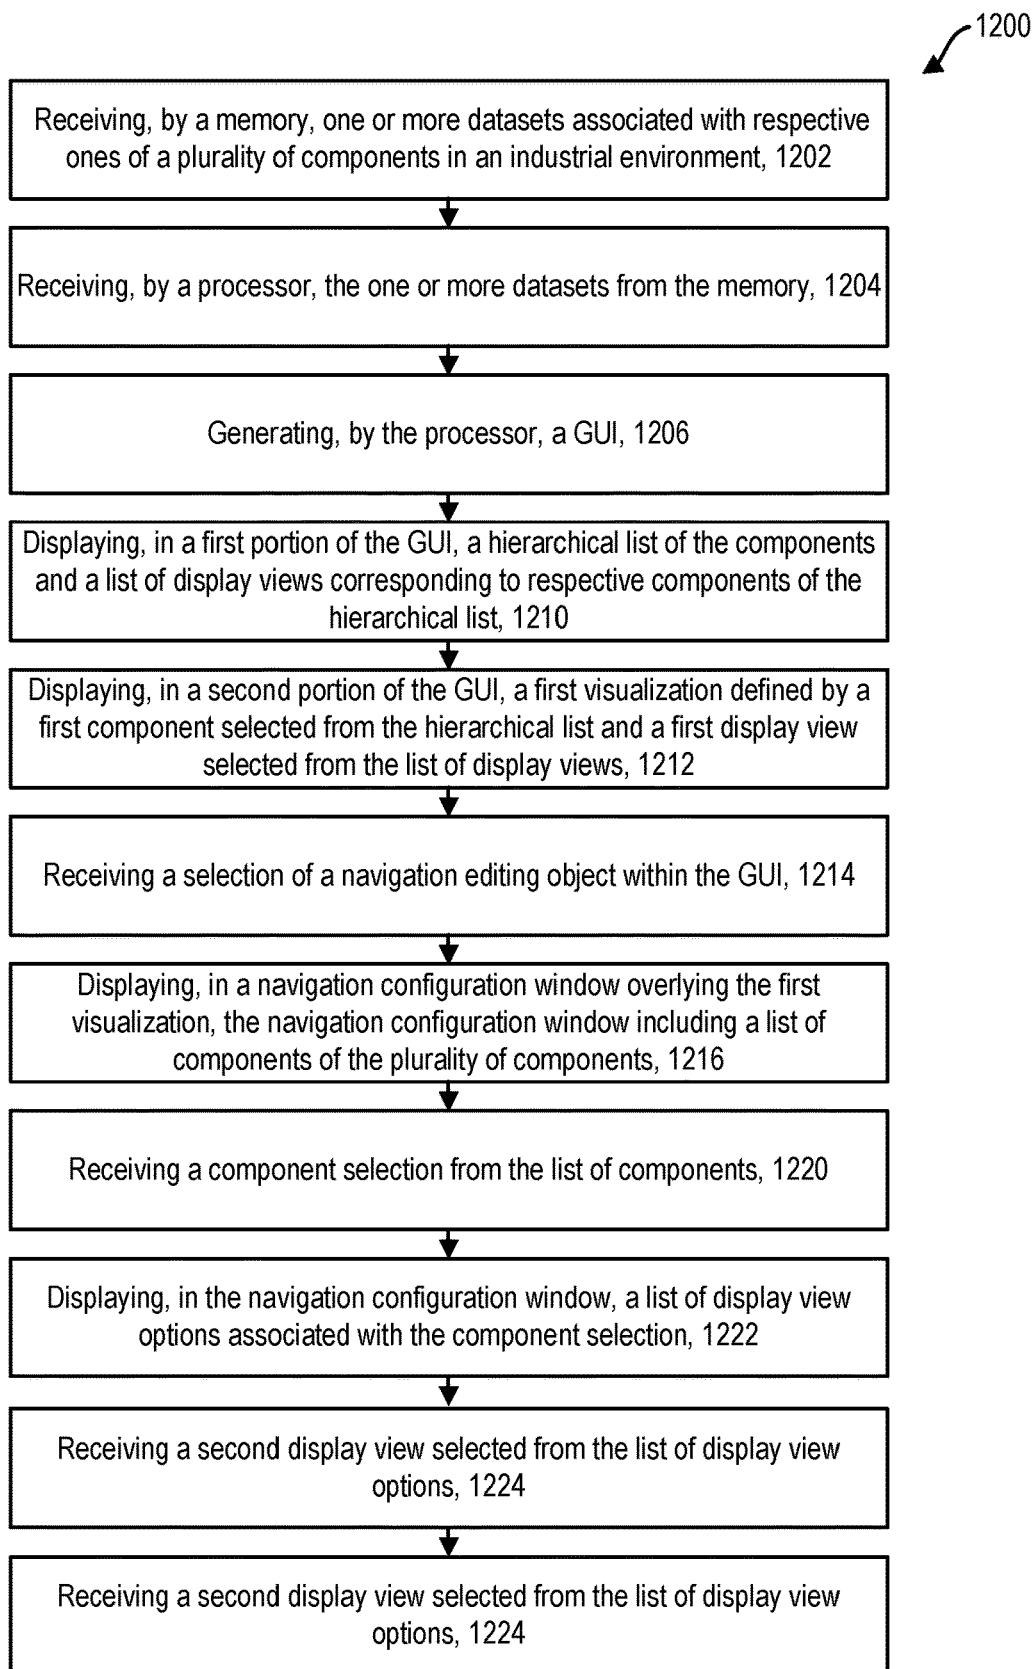 1200
Receiving, by a memory, one or more datasets associated with respective
ones of a plurality of components in an industrial environment, 1202
Receiving, by a processor, the one or more datasets from the memory, 1204
Generating, by the processor, a GUI, 1206
Displaying, in a first portion of the GUI, a hierarchical list of the components
and a list of display views corresponding to respective components of the
hierarchical list, 1210
Displaying, in a second portion of the GUI, a first visualization defined by a
first component selected from the hierarchical list and a first display view
selected from the list of display views, 1212
Receiving a selection of a navigation editing object within the GUI, 1214
Displaying, in a navigation configuration window overlying the first
visualization, the navigation configuration window including a list of
components of the plurality of components, 1216
Receiving a component selection from the list of components, 1220
Displaying, in the navigation configuration window, a list of display view
options associated with the component selection, 1222
Receiving a second display view selected from the list of display view
options, 1224
Receiving a second display view selected from the list of display view
options, 1224